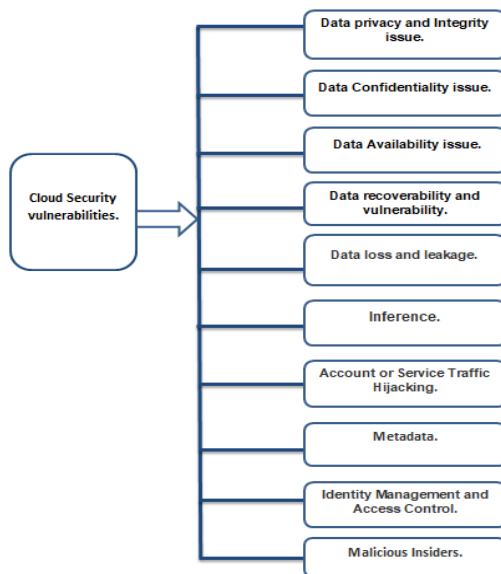 Cloud Security
vulnerabilities.
Data privacy and Integrity
issue.
Data Confidentiality issue.
Data Availability issue.
Data recoverability and
vulnerability.
Data loss and leakage.
Inference.
Account or Service Traffic
Hijacking.
Metadata.
Identity Management and
Access Control.
Malicious Insiders.